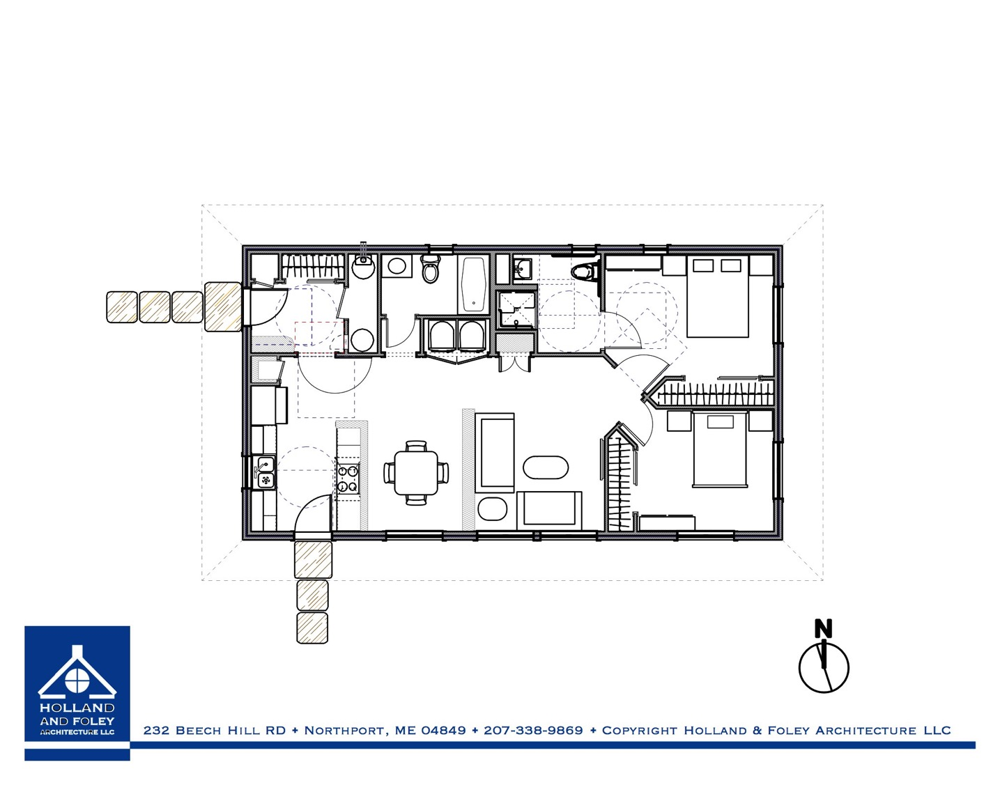 N
HOLLAND
AND FOLEY
ARCHITECTURE LLC
232 BEECH HILL RD + NORTHPORT, ME 04849 + 207-338-9869 + COPYRIGHT HOLLAND & FOLEY ARCHITECTURE LLC